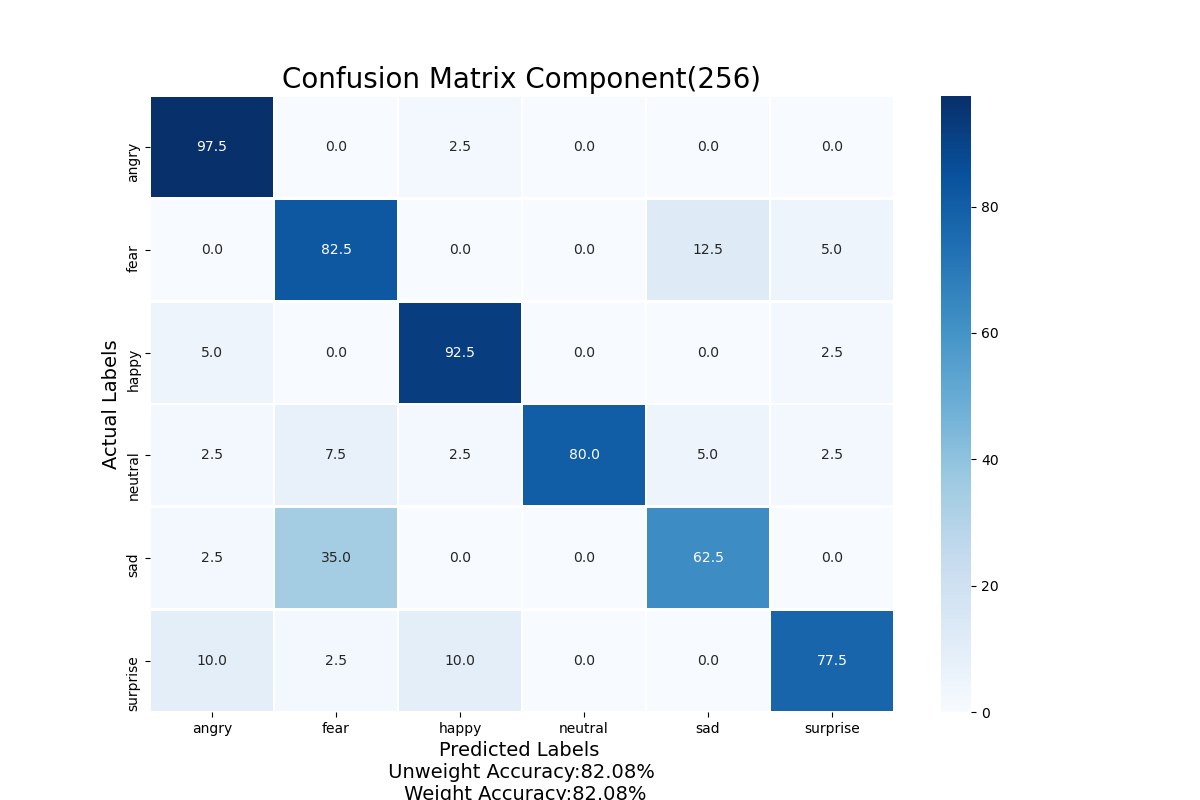 Confusion Matrix Component(256)
angry 97.5 0.0 2.5 0.0 0.0 0.0
fear 0.0 82.5 0.0 0.0 12.5 5.0
happy 5.0 0.0 92.5 0.0 0.0 2.5
neutral 2.5 7.5 2.5 80.0 5.0 2.5
sad 2.5 35.0 0.0 0.0 62.5 0.0
surprise 10.0 2.5 10.0 0.0 0.0 77.5
Actual Labels
angry fear happy neutral sad surprise
Predicted Labels
Unweight Accuracy:82.08%
Weight Accuracy:82.08%
80
60
40
20
0